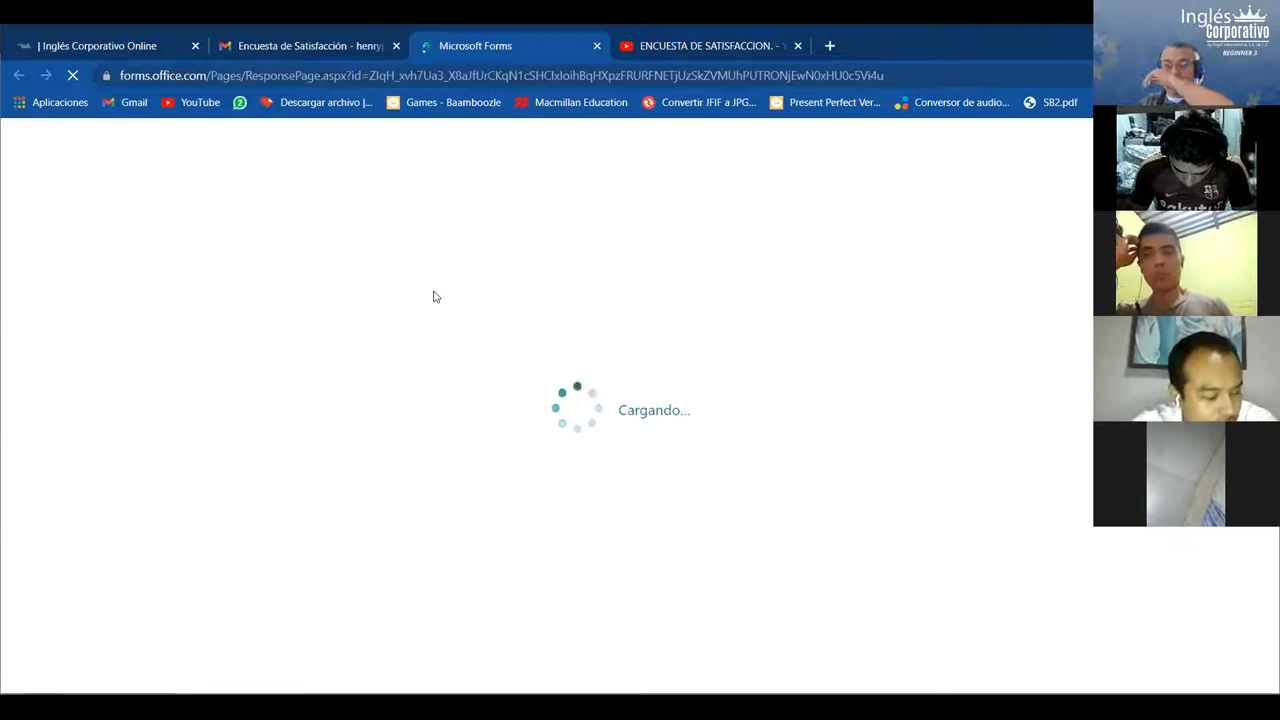 | Inglés Corporativo Online
Encuesta de Satisfacción - henry
Microsoft Forms
ENCUESTA DE SATISFACCION. -
forms.office.com/Pages/ResponsePage.aspx?id=ZIqH_xvh7Ua3_X8aJfUrCKqN1cSHClxIoihBqHXpzFRURFNETjUzSkZVMUhPUTRONjEwN0xHU0c5Vi4u
Aplicaciones
Gmail
YouTube
2
Descargar archivo |...
Games - Baamboozle
Macmillan Education
Convertir JFIF a JPG...
Present Perfect Ver...
Conversor de audio...
SB2.pdf
Cargando...
Inglés
Corporativo
BEGINNER 3